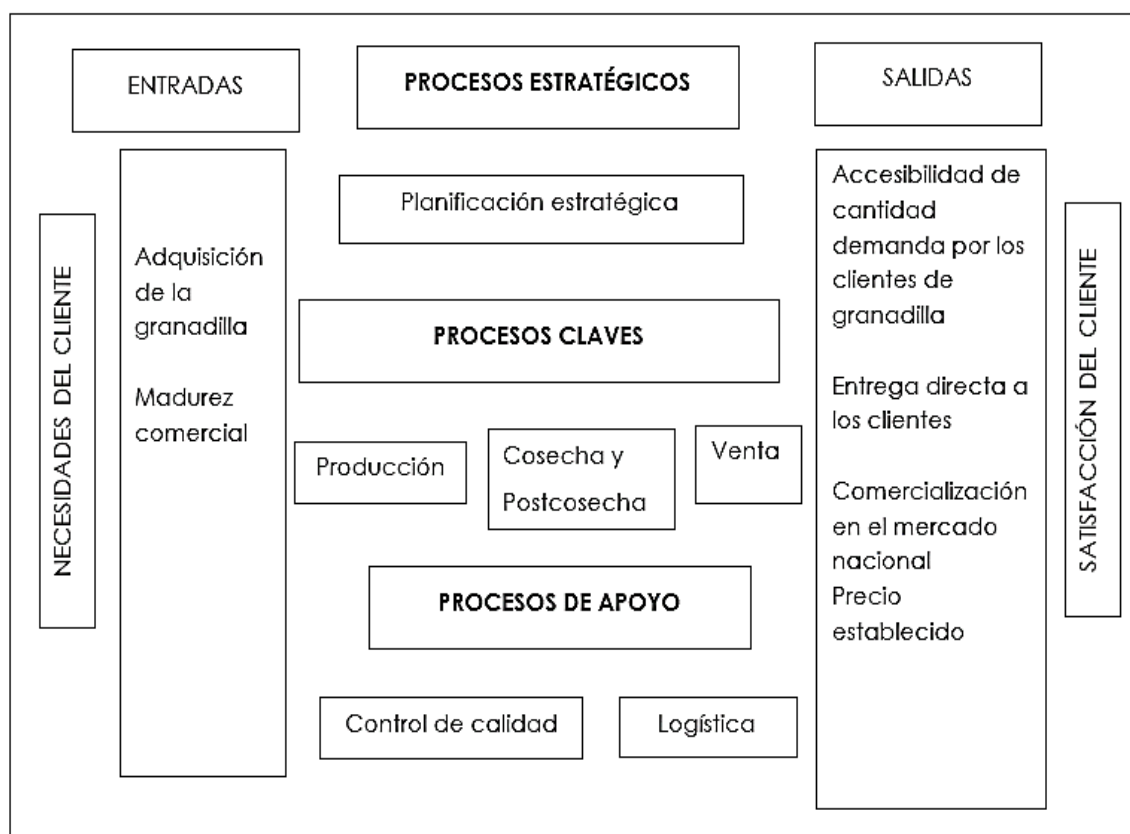 ENTRADAS
PROCESOS ESTRATÉGICOS
SALIDAS
NECESIDADES DEL CLIENTE
Adquisición
de la
granadilla
Madurez
comercial
Planificación estratégica
PROCESOS CLAVES
Producción
Cosecha y
Postcosecha
Venta
PROCESOS DE APOYO
Control de calidad
Logística
Accesibilidad de
cantidad
demanda por los
clientes de
granadilla
Entrega directa a
los clientes
Comercialización
en el mercado
nacional
Precio
establecido
SATISFACCIÓN DEL CLIENTE